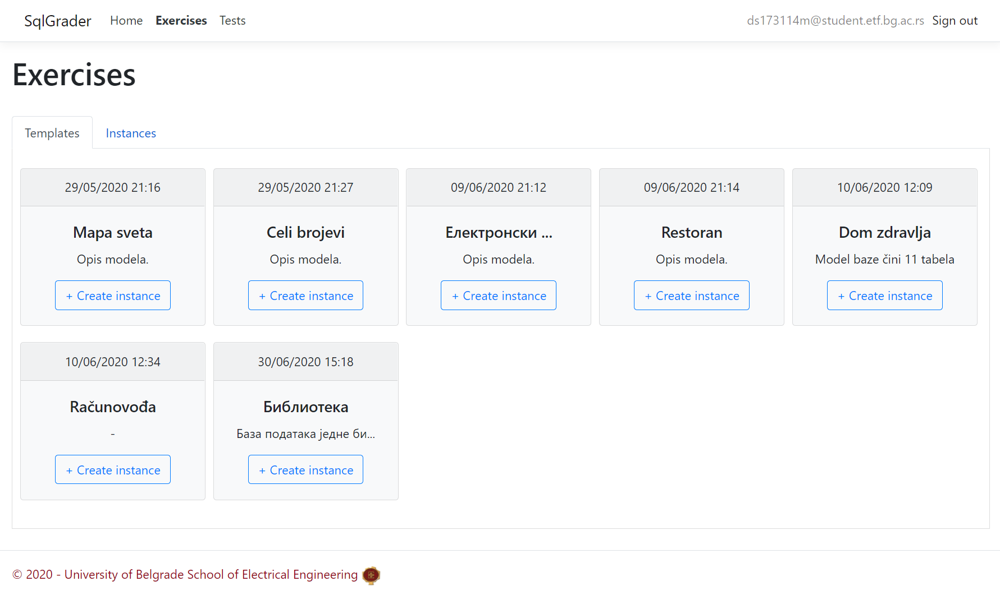 SqlGrader Home Exercises Tests ds173114m@student.etf.bg.ac.rs Sign out
Exercises
Templates Instances
29/05/2020 21:16
Mapa sveta
Opis modela.
+ Create instance
29/05/2020 21:27
Celi brojevi
Opis modela.
+ Create instance
09/06/2020 21:12
Електронски ...
Opis modela.
+ Create instance
09/06/2020 21:14
Restoran
Opis modela.
+ Create instance
10/06/2020 12:09
Dom zdravlja
Model baze čini 11 tabela
+ Create instance
10/06/2020 12:34
Računovođa
-
+ Create instance
30/06/2020 15:18
Библиотека
База података једне би...
+ Create instance
© 2020 - University of Belgrade School of Electrical Engineering